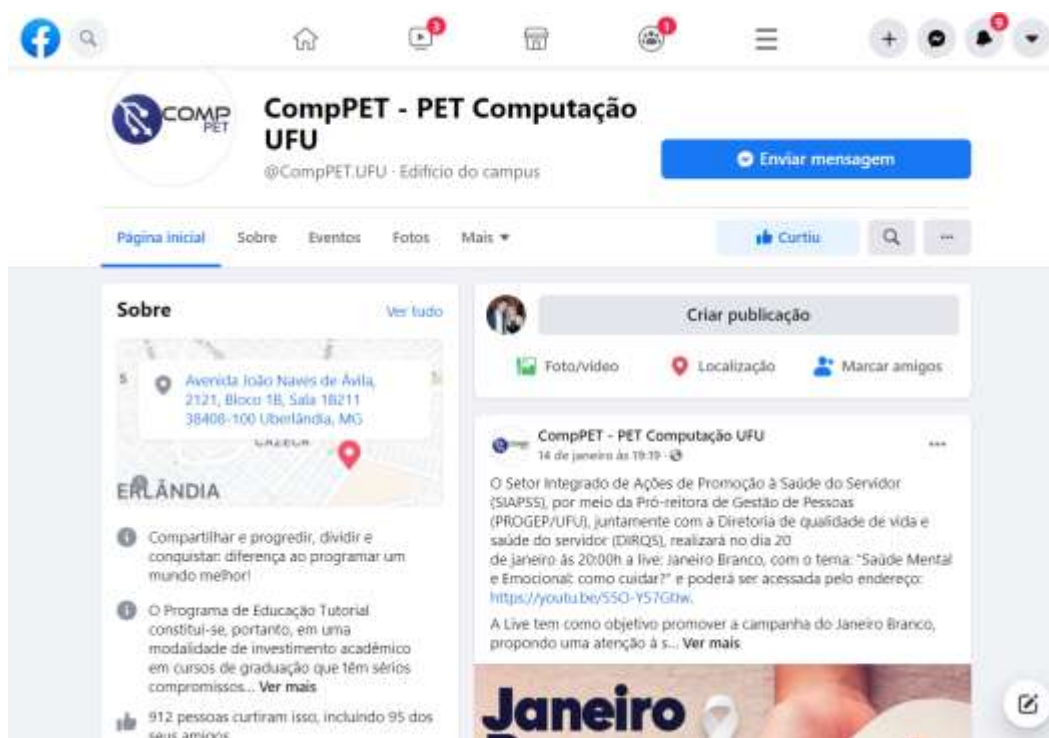 3
1
9
COMP
PET
CompPET - PET Computação
UFU
@CompPET.UFU · Edifício do campus
Enviar mensagem
Página inicial
Sobre
Eventos
Fotos
Mais
Curtiu
Sobre
Ver tudo
Avenida João Naves de Ávila,
2121, Bloco 1B, Sala 1B211
38408-100 Uberlândia, MG
CAZECA
ERLÂNDIA
Compartilhar e progredir, dividir e
conquistar: diferença ao programar um
mundo melhor!
O Programa de Educação Tutorial
constitui-se, portanto, em uma
modalidade de investimento acadêmico
em cursos de graduação que têm sérios
compromissos... Ver mais
912 pessoas curtiram isso, incluindo 95 dos
seus amigos
Criar publicação
Foto/vídeo
Localização
Marcar amigos
CompPET - PET Computação UFU
14 de janeiro às 19:19
O Setor Integrado de Ações de Promoção à Saúde do Servidor
(SIAPSS), por meio da Pró-reitora de Gestão de Pessoas
(PROGEP/UFU), juntamente com a Diretoria de qualidade de vida e
saúde do servidor (DIRQS), realizará no dia 20
de janeiro às 20:00h a live: Janeiro Branco, com o tema: "Saúde Mental
e Emocional: como cuidar?" e poderá ser acessada pelo endereço:
A Live tem como objetivo promover a campanha do Janeiro Branco,
propondo uma atenção à s... Ver mais
Janeiro